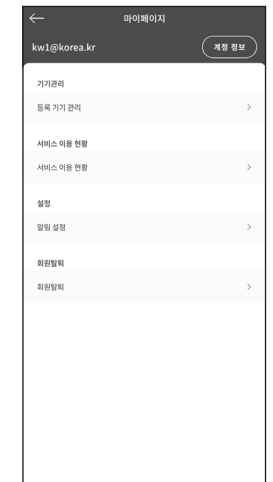 마이페이지
kw1@korea.kr
계정 정보
기기관리
등록 기기 관리
서비스 이용 현황
서비스 이용 현황
설정
알림 설정
회원탈퇴
회원탈퇴